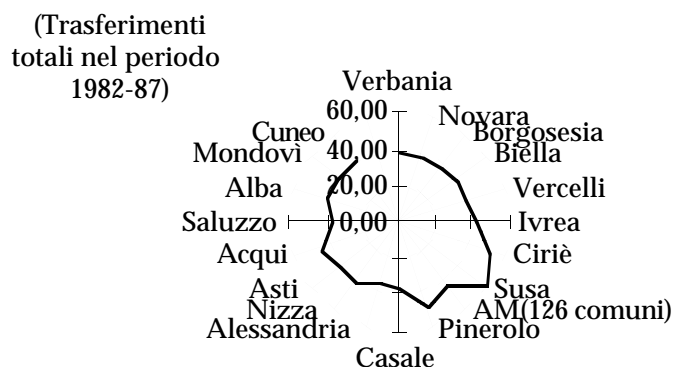 (Trasferimenti
totali nel periodo
1982-87)
Verbania
60,00
Novara
Cuneo
Borgosesia
Mondovì
40,00
Biella
Alba
20,00
Vercelli
Saluzzo
0,00
Ivrea
Acqui
Ciriè
Asti
Susa
Nizza
AM(126 comuni)
Alessandria
Pinerolo
Casale